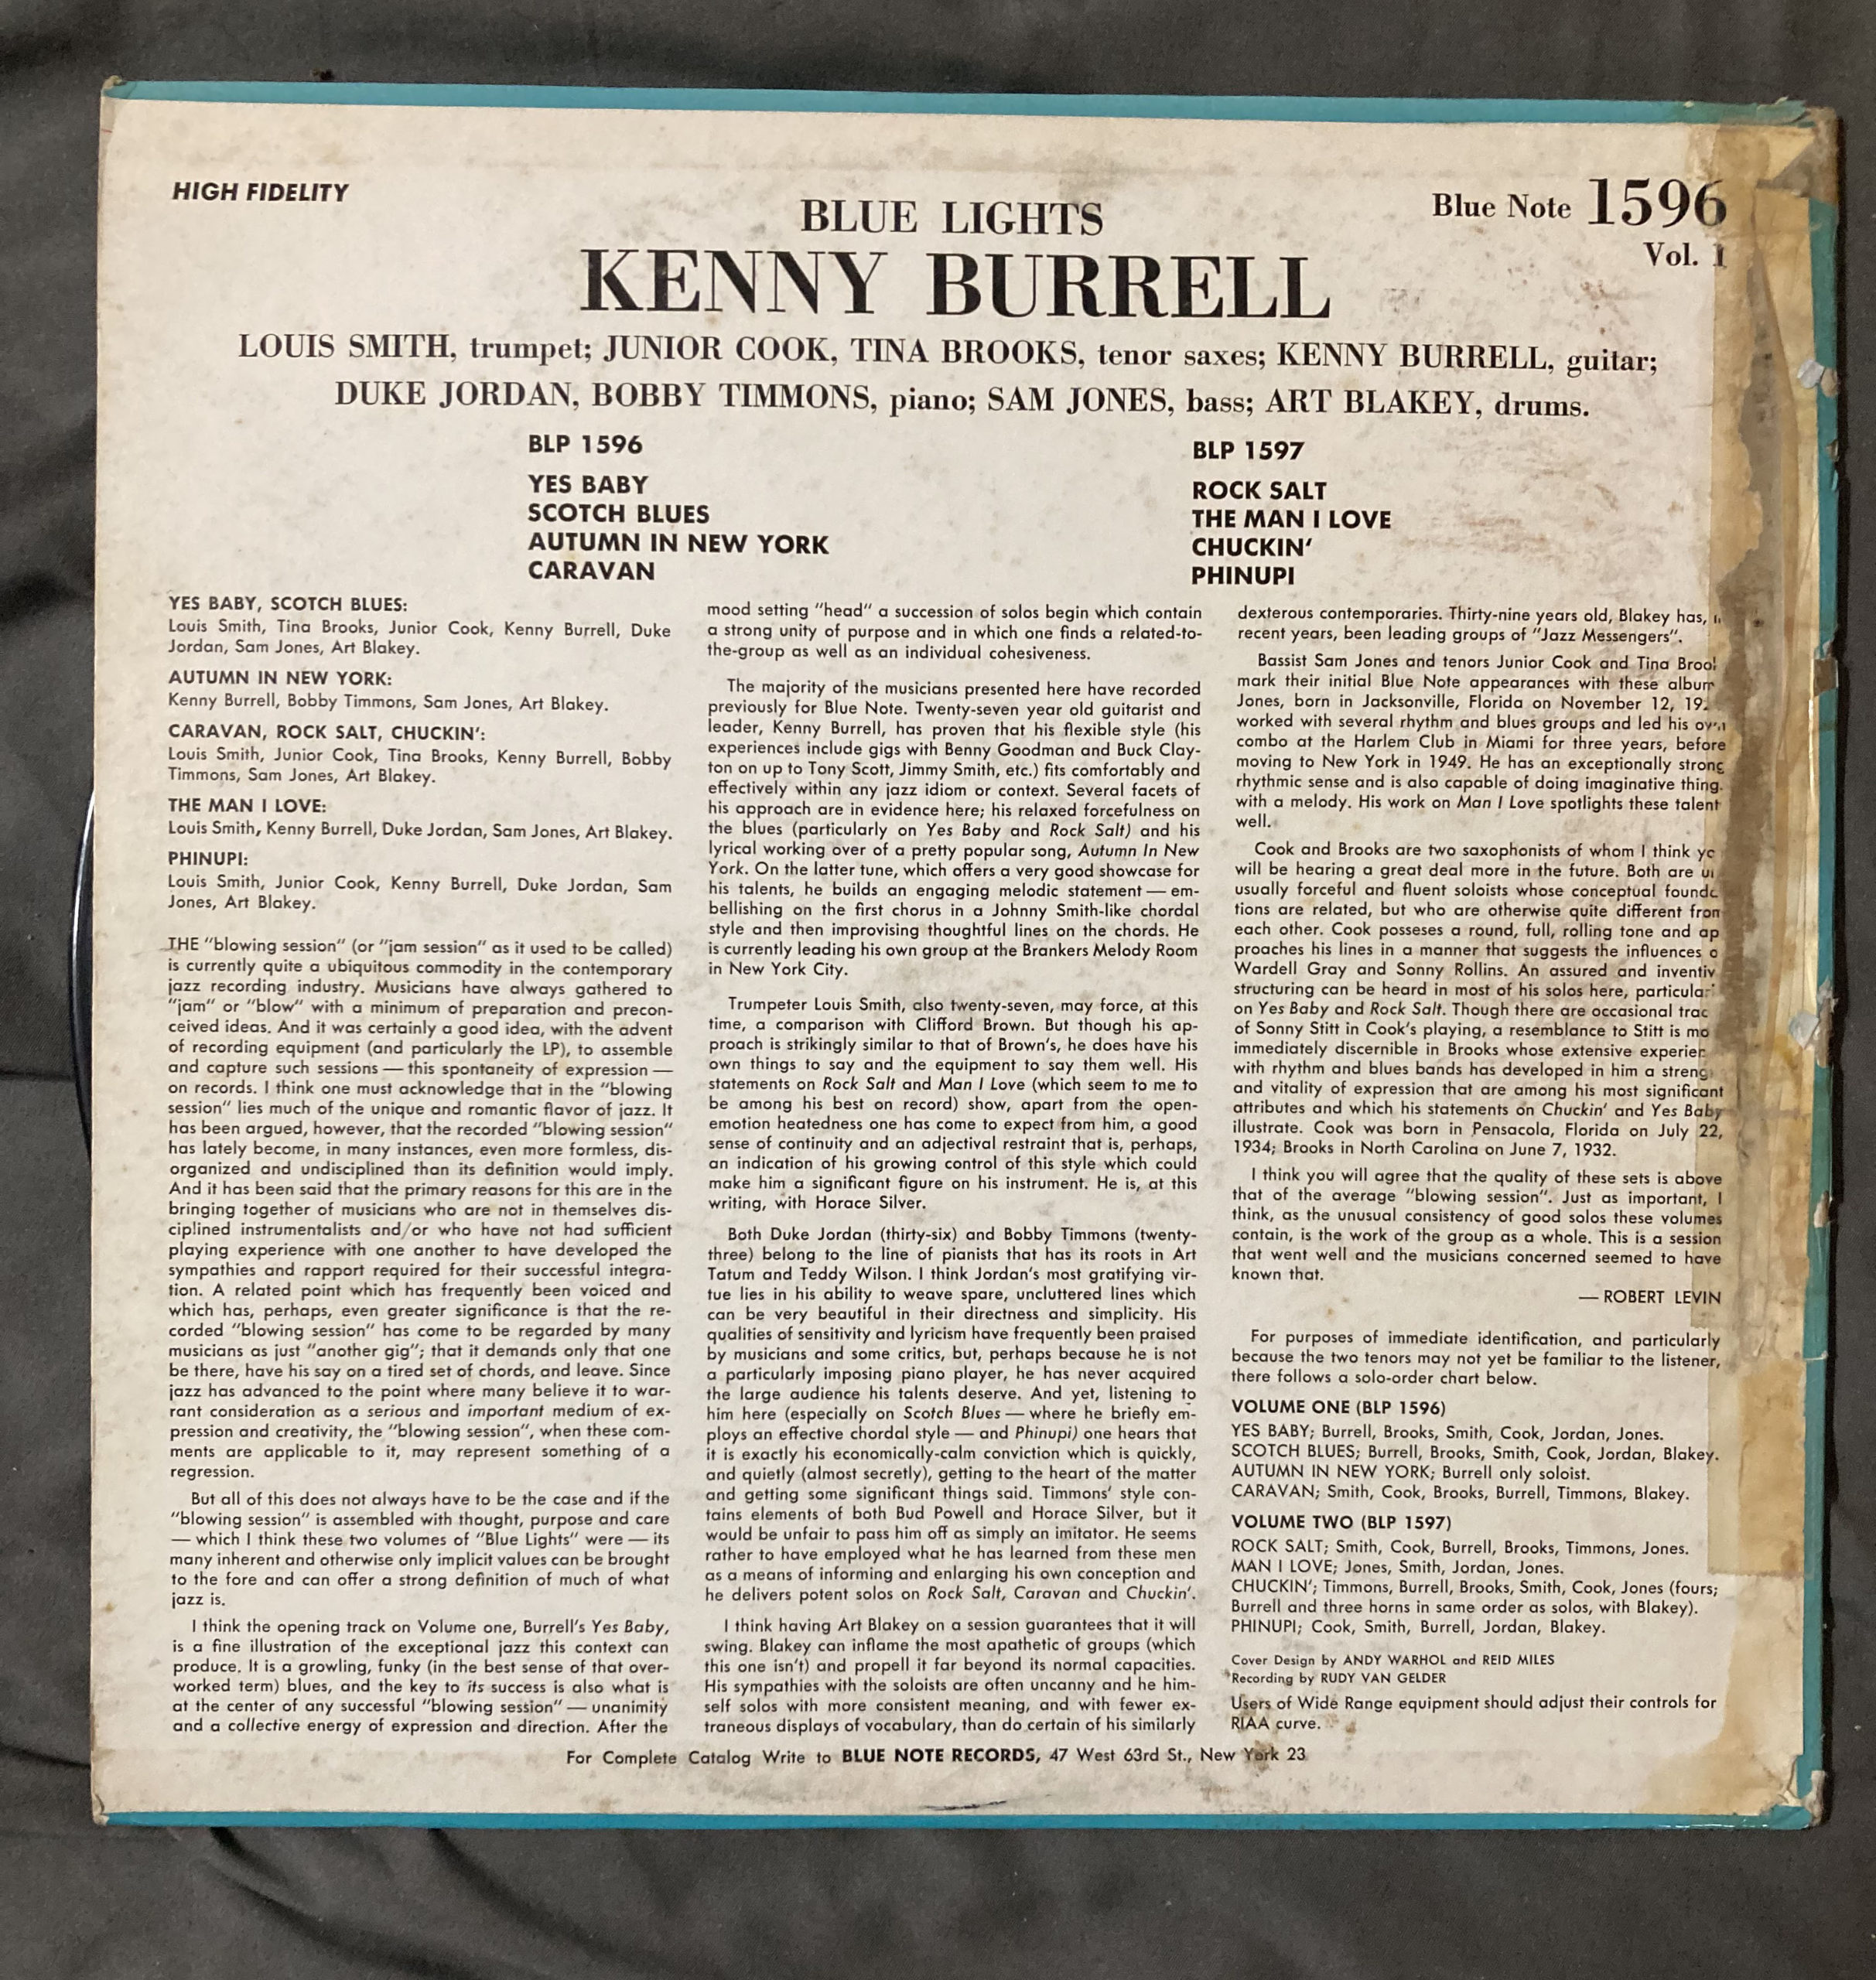 HIGH FIDELITY
Blue Note 1596
Vol. 1
BLUE LIGHTS
KENNY BURRELL
LOUIS SMITH, trumpet; JUNIOR COOK, TINA BROOKS, tenor saxes; KENNY BURRELL, guitar;
DUKE JORDAN, BOBBY TIMMONS, piano; SAM JONES, bass; ART BLAKEY, drums.
BLP 1596
YES BABY
SCOTCH BLUES
AUTUMN IN NEW YORK
CARAVAN
BLP 1597
ROCK SALT
THE MAN I LOVE
CHUCKIN'
PHINUPI
YES BABY, SCOTCH BLUES:
Louis Smith, Tina Brooks, Junior Cook, Kenny Burrell, Duke
Jordan, Sam Jones, Art Blakey.
AUTUMN IN NEW YORK:
Kenny Burrell, Bobby Timmons, Sam Jones, Art Blakey.
CARAVAN, ROCK SALT, CHUCKIN':
Louis Smith, Junior Cook, Tina Brooks, Kenny Burrell, Bobby
Timmons, Sam Jones, Art Blakey.
THE MAN I LOVE:
Louis Smith, Kenny Burrell, Duke Jordan, Sam Jones, Art Blakey.
PHINUPI:
Louis Smith, Junior Cook, Kenny Burrell, Duke Jordan, Sam
Jones, Art Blakey.
THE "blowing session" (or "jam session" as it used to be called)
is currently quite a ubiquitous commodity in the contemporary
jazz recording industry. Musicians have always gathered to
"jam" or "blow" with a minimum of preparation and precon-
ceived ideas. And it was certainly a good idea, with the advent
of recording equipment (and particularly the LP), to assemble
and capture such sessions — this spontaneity of expression —
on records. I think one must acknowledge that in the "blowing
session" lies much of the unique and romantic flavor of jazz. It
has been argued, however, that the recorded "blowing session"
has lately become, in many instances, even more formless, dis-
organized and undisciplined than its definition would imply.
And it has been said that the primary reasons for this are in the
bringing together of musicians who are not in themselves dis-
ciplined instrumentalists and/or who have not had sufficient
playing experience with one another to have developed the
sympathies and rapport required for their successful integra-
tion. A related point which has frequently been voiced and
which has, perhaps, even greater significance is that the re-
corded "blowing session" has come to be regarded by many
musicians as just "another gig"; that it demands only that one
be there, have his say on a tired set of chords, and leave. Since
jazz has advanced to the point where many believe it to war-
rant consideration as a serious and important medium of ex-
pression and creativity, the "blowing session", when these com-
ments are applicable to it, may represent something of a
regression.
But all of this does not always have to be the case and if the
"blowing session" is assembled with thought, purpose and care
— which I think these two volumes of "Blue Lights" were — its
many inherent and otherwise only implicit values can be brought
to the fore and can offer a strong definition of much of what
jazz is.
I think the opening track on Volume one, Burrell's Yes Baby,
is a fine illustration of the exceptional jazz this context can
produce. It is a growling, funky (in the best sense of that over-
worked term) blues, and the key to its success is also what is
at the center of any successful "blowing session" — unanimity
and a collective energy of expression and direction. After the
mood setting "head" a succession of solos begin which contain
a strong unity of purpose and in which one finds a related-to-
the-group as well as an individual cohesiveness.
The majority of the musicians presented here have recorded
previously for Blue Note. Twenty-seven year old guitarist and
leader, Kenny Burrell, has proven that his flexible style (his
experiences include gigs with Benny Goodman and Buck Clay-
ton on up to Tony Scott, Jimmy Smith, etc.) fits comfortably and
effectively within any jazz idiom or context. Several facets of
his approach are in evidence here; his relaxed forcefulness on
the blues (particularly on Yes Baby and Rock Salt) and his
lyrical working over of a pretty popular song, Autumn In New
York. On the latter tune, which offers a very good showcase for
his talents, he builds an engaging melodic statement — em-
bellishing on the first chorus in a Johnny Smith-like chordal
style and then improvising thoughtful lines on the chords. He
is currently leading his own group at the Brankers Melody Room
in New York City.
Trumpeter Louis Smith, also twenty-seven, may force, at this
time, a comparison with Clifford Brown. But though his ap-
proach is strikingly similar to that of Brown's, he does have his
own things to say and the equipment to say them well. His
statements on Rock Salt and Man I Love (which seem to me to
be among his best on record) show, apart from the open-
emotion heatedness one has come to expect from him, a good
sense of continuity and an adjectival restraint that is, perhaps,
an indication of his growing control of this style which could
make him a significant figure on his instrument. He is, at this
writing, with Horace Silver.
Both Duke Jordan (thirty-six) and Bobby Timmons (twenty-
three) belong to the line of pianists that has its roots in Art
Tatum and Teddy Wilson. I think Jordan's most gratifying vir-
tue lies in his ability to weave spare, uncluttered lines which
can be very beautiful in their directness and simplicity. His
qualities of sensitivity and lyricism have frequently been praised
by musicians and some critics, but, perhaps because he is not
a particularly imposing piano player, he has never acquired
the large audience his talents deserve. And yet, listening to
him here (especially on Scotch Blues — where he briefly em-
ploys an effective chordal style — and Phinupi) one hears that
it is exactly his economically-calm conviction which is quickly,
and quietly (almost secretly), getting to the heart of the matter
and getting some significant things said. Timmons' style con-
tains elements of both Bud Powell and Horace Silver, but it
would be unfair to pass him off as simply an imitator. He seems
rather to have employed what he has learned from these men
as a means of informing and enlarging his own conception and
he delivers potent solos on Rock Salt, Caravan and Chuckin'.
I think having Art Blakey on a session guarantees that it will
swing. Blakey can inflame the most apathetic of groups (which
this one isn't) and propell it far beyond its normal capacities.
His sympathies with the soloists are often uncanny and he him-
self solos with more consistent meaning, and with fewer ex-
traneous displays of vocabulary, than do certain of his similarly
dexterous contemporaries. Thirty-nine years old, Blakey has,
recent years, been leading groups of "Jazz Messengers".
Bassist Sam Jones and tenors Junior Cook and Tina
mark their initial Blue Note appearances with these
Jones, born in Jacksonville, Florida on November 12,
worked with several rhythm and blues groups and led his
combo at the Harlem Club in Miami for three years, before
moving to New York in 1949. He has an exceptionally strong
rhythmic sense and is also capable of doing imaginative
with a melody. His work on Man I Love spotlights these talent
well.
Cook and Brooks are two saxophonists of whom I think
will be hearing a great deal more in the future. Both are
usually forceful and fluent soloists whose conceptual
tions are related, but who are otherwise quite different from
each other. Cook posseses a round, full, rolling tone and ap
proaches his lines in a manner that suggests the influences
Wardell Gray and Sonny Rollins. An assured and
structuring can be heard in most of his solos here,
on Yes Baby and Rock Salt. Though there are occasional
of Sonny Stitt in Cook's playing, a resemblance to Stitt is
immediately discernible in Brooks whose extensive
with rhythm and blues bands has developed in him a
and vitality of expression that are among his most significant
attributes and which his statements on Chuckin' and Yes Baby
illustrate. Cook was born in Pensacola, Florida on July 22,
1934; Brooks in North Carolina on June 7, 1932.
I think you will agree that the quality of these sets is above
that of the average "blowing session". Just as important, I
think, as the unusual consistency of good solos these volumes
contain, is the work of the group as a whole. This is a session
that went well and the musicians concerned seemed to have
known that.
— ROBERT LEVIN
For purposes of immediate identification, and particularly
because the two tenors may not yet be familiar to the listener,
there follows a solo-order chart below.
VOLUME ONE (BLP 1596)
YES BABY; Burrell, Brooks, Smith, Cook, Jordan, Jones.
SCOTCH BLUES; Burrell, Brooks, Smith, Cook, Jordan, Blakey.
AUTUMN IN NEW YORK; Burrell only soloist.
CARAVAN; Smith, Cook, Brooks, Burrell, Timmons, Blakey.
VOLUME TWO (BLP 1597)
ROCK SALT; Smith, Cook, Burrell, Brooks, Timmons, Jones.
MAN I LOVE; Jones, Smith, Jordan, Jones.
CHUCKIN'; Timmons, Burrell, Brooks, Smith, Cook, Jones (fours;
Burrell and three horns in same order as solos, with Blakey).
PHINUPI; Cook, Smith, Burrell, Jordan, Blakey.
Cover Design by ANDY WARHOL and REID MILES
Recording by RUDY VAN GELDER
Users of Wide Range equipment should adjust their controls for
RIAA curve.
For Complete Catalog Write to BLUE NOTE RECORDS, 47 West 63rd St., New York 23